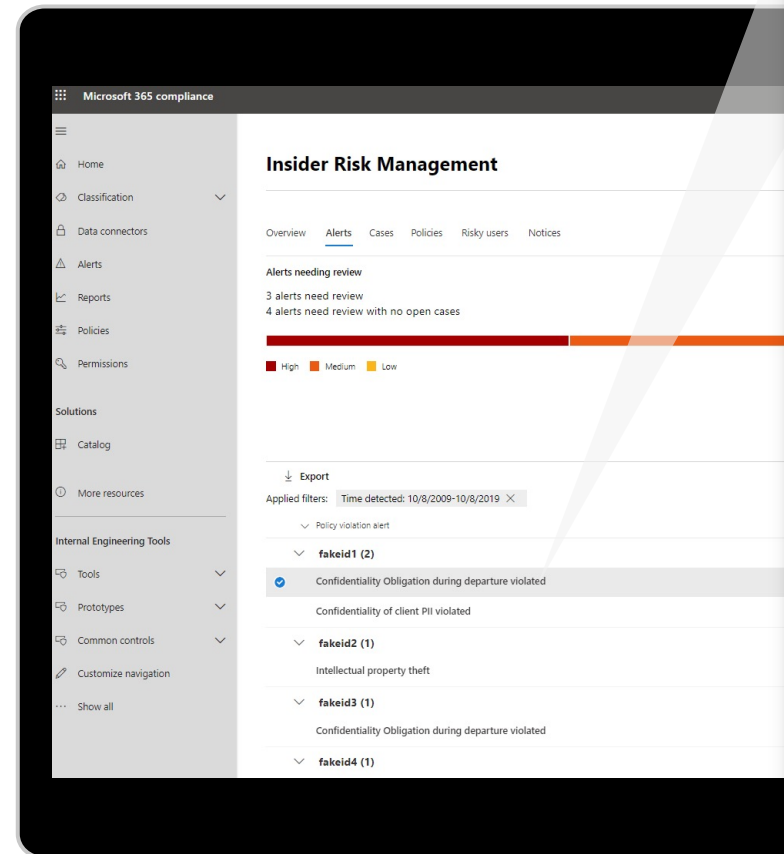 Microsoft 365 compliance
Home
Classification
Data connectors
Alerts
Reports
Policies
Permissions
Solutions
Catalog
More resources
Internal Engineering Tools
Tools
Prototypes
Common controls
Customize navigation
Show all
Insider Risk Management
Overview Alerts Cases Policies Risky users Notices
Alerts needing review
3 alerts need review
4 alerts need review with no open cases
High Medium Low
Export
Applied filters: Time detected: 10/8/2009-10/8/2019
Policy violation alert
fakeid1 (2)
Confidentiality Obligation during departure violated
Confidentiality of client PII violated
fakeid2 (1)
Intellectual property theft
fakeid3 (1)
Confidentiality Obligation during departure violated
fakeid4 (1)